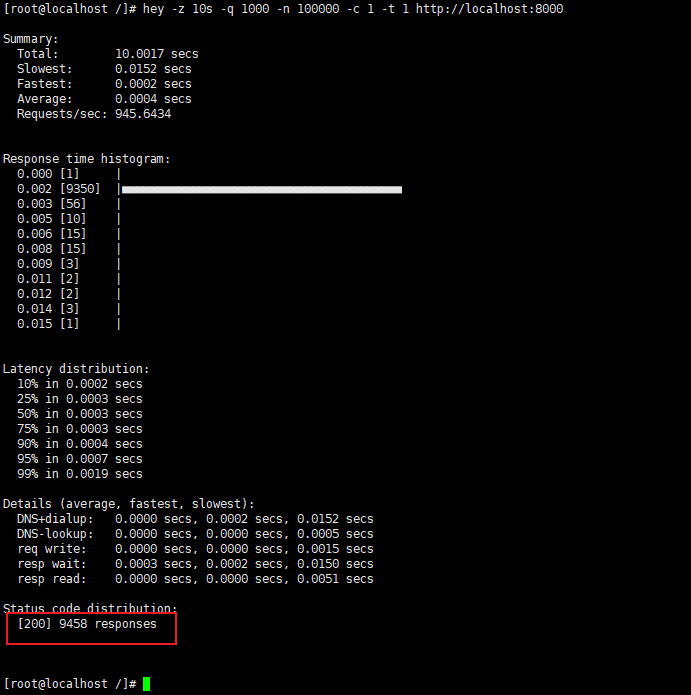 [root@localhost /]# hey -z 10s -q 1000 -n 100000 -c 1 -t 1 http://localhost:8000
Summary:
Total: 10.0017 secs
Slowest: 0.0152 secs
Fastest: 0.0002 secs
Average: 0.0004 secs
Requests/sec: 945.6434
Response time histogram:
0.000 [1] |
0.002 [9350] |■■■■■■■■■■■■■■■■■■■■■■■■■■■■■■■■■■■■■■■■
0.003 [56] |
0.005 [10] |
0.006 [15] |
0.008 [15] |
0.009 [3] |
0.011 [2] |
0.012 [2] |
0.014 [3] |
0.015 [1] |
Latency distribution:
10% in 0.0002 secs
25% in 0.0003 secs
50% in 0.0003 secs
75% in 0.0003 secs
90% in 0.0004 secs
95% in 0.0007 secs
99% in 0.0019 secs
Details (average, fastest, slowest):
DNS+dialup: 0.0000 secs, 0.0002 secs, 0.0152 secs
DNS-lookup: 0.0000 secs, 0.0000 secs, 0.0005 secs
req write: 0.0000 secs, 0.0000 secs, 0.0015 secs
resp wait: 0.0003 secs, 0.0002 secs, 0.0150 secs
resp read: 0.0000 secs, 0.0000 secs, 0.0051 secs
Status code distribution:
[200] 9458 responses
[root@localhost /]#